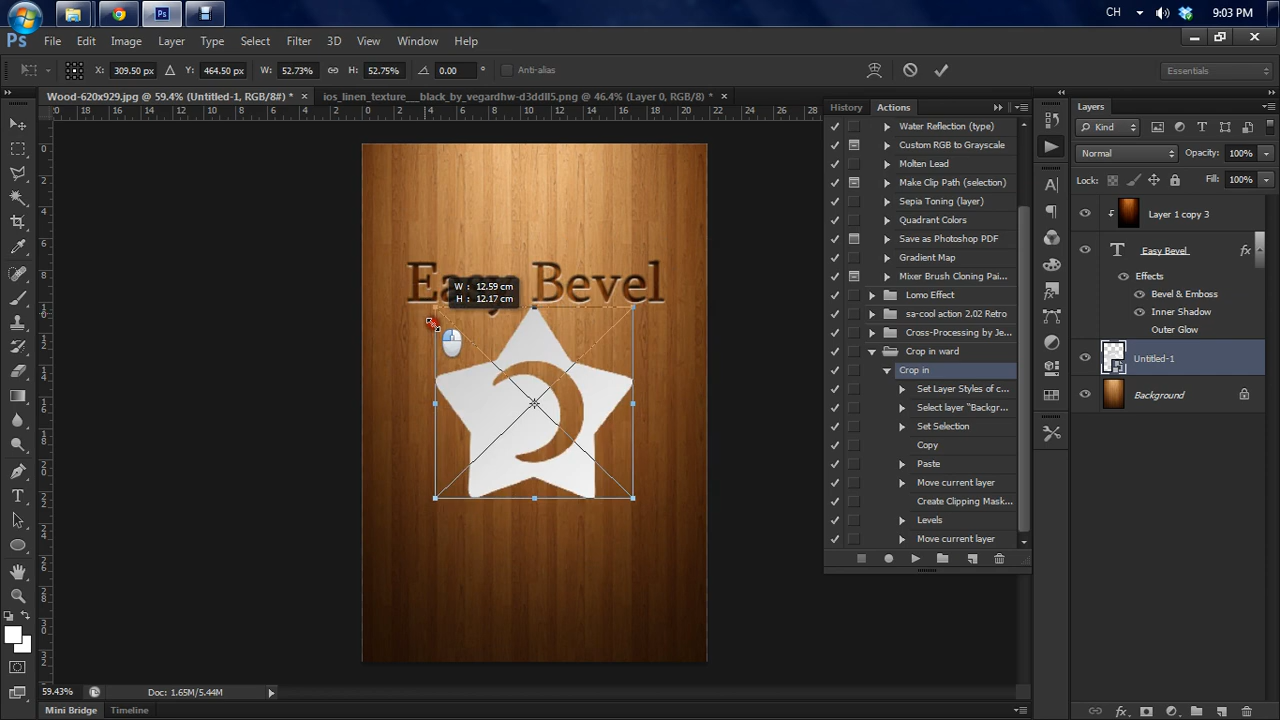 CH 9:03 PM
Ps File Edit Image Layer Type Select Filter 3D View Window Help
X: 309.50 px Y: 464.50 px W: 52.73% H: 52.75% 0.00 ° Anti-alias Essentials
Wood-620x929.jpg @ 59.4% (Untitled-1, RGB/8#) * × ios_linen_texture___black_by_vegardhw-d3ddll5.png @ 46.4% (Layer 0, RGB/8) * ×
History Actions
Water Reflection (type)
Custom RGB to Grayscale
Molten Lead
Make Clip Path (selection)
Sepia Toning (layer)
Quadrant Colors
Save as Photoshop PDF
Gradient Map
Mixer Brush Cloning Pai...
Lomo Effect
sa-cool action 2.02 Retro
Cross-Processing by Je...
Crop in ward
Crop in
Set Layer Styles of c...
Select layer "Backgr...
Set Selection
Copy
Paste
Move current layer
Create Clipping Mask...
Levels
Move current layer
Layers
Kind
Normal Opacity: 100%
Lock: Fill: 100%
Layer 1 copy 3
T Easy Bevel fx
Effects
Bevel & Emboss
Inner Shadow
Outer Glow
Untitled-1
Background
Easy Bevel
W : 12.59 cm
H : 12.17 cm
59.43% Doc: 1.65M/5.44M
Mini Bridge Timeline